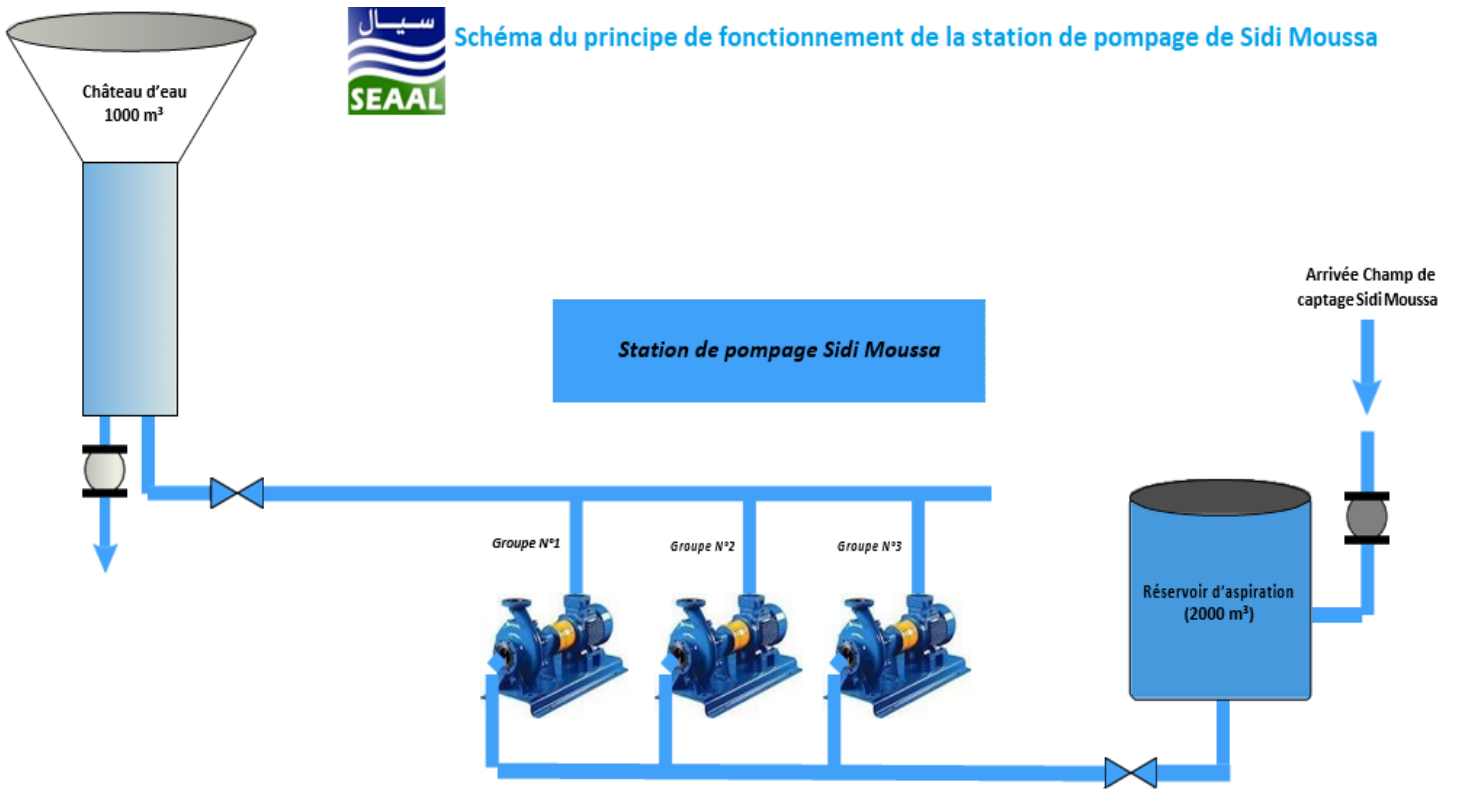 سيال
SEAAL
Schéma du principe de fonctionnement de la station de pompage de Sidi Moussa
Château d'eau
1000 m³
Arrivée Champ de
captage Sidi Moussa
Station de pompage Sidi Moussa
Groupe N°1
Groupe N°2
Groupe N°3
Réservoir d'aspiration
(2000 m³)